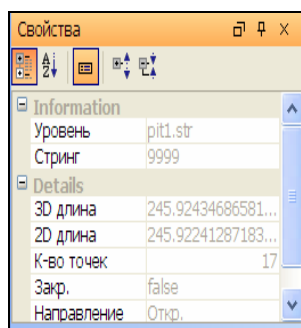 Свойства
Information
Уровень pit1.str
Стринг 9999
Details
3D длина 245.92434686581...
2D длина 245.92241287183...
К-во точек 17
Закр. false
Направление Откр.